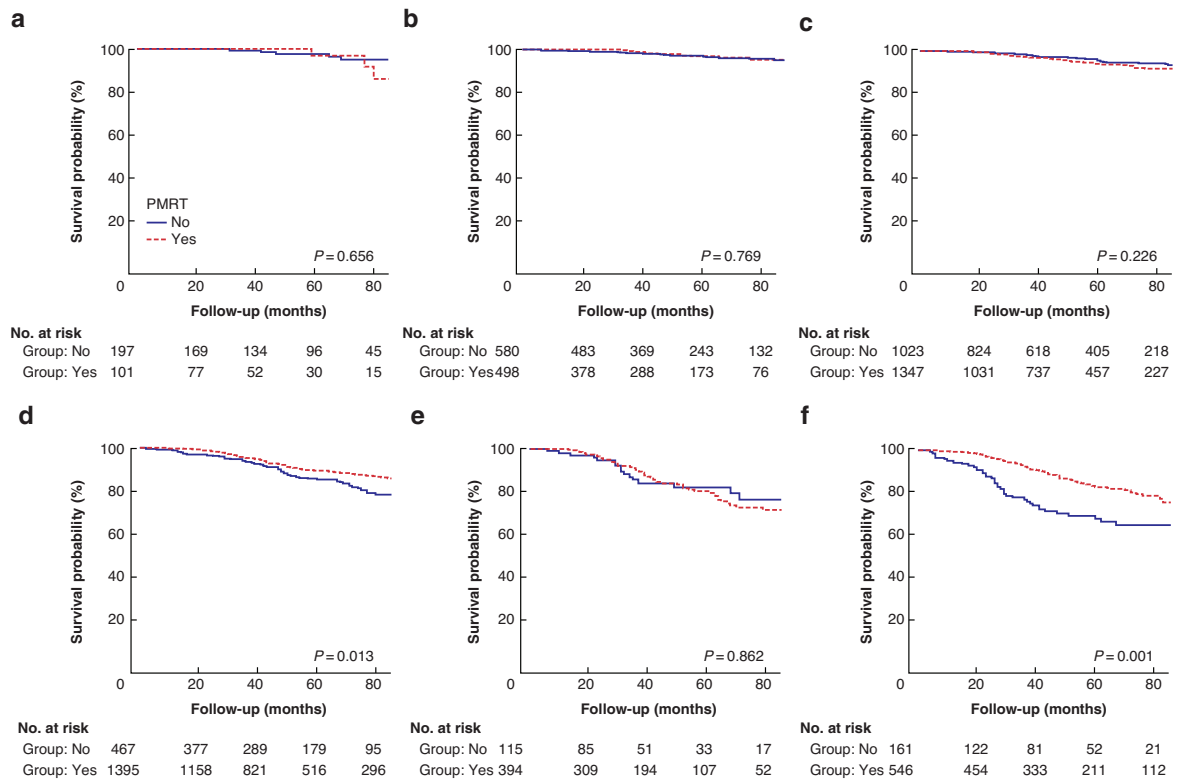 a
100
80
60
40
20
Survival probability (%)
PMRT
No
Yes
P = 0.656
0 20 40 60 80
Follow-up (months)
No. at risk
Group: No 197 169 134 96 45
Group: Yes 101 77 52 30 15
b
100
80
60
40
20
Survival probability (%)
P = 0.769
0 20 40 60 80
Follow-up (months)
No. at risk
Group: No 580 483 369 243 132
Group: Yes 498 378 288 173 76
c
100
80
60
40
20
Survival probability (%)
P = 0.226
0 20 40 60 80
Follow-up (months)
No. at risk
Group: No 1023 824 618 405 218
Group: Yes 1347 1031 737 457 227
d
100
80
60
40
20
Survival probability (%)
P = 0.013
0 20 40 60 80
Follow-up (months)
No. at risk
Group: No 467 377 289 179 95
Group: Yes 1395 1158 821 516 296
e
100
80
60
40
20
Survival probability (%)
P = 0.862
0 20 40 60 80
Follow-up (months)
No. at risk
Group: No 115 85 51 33 17
Group: Yes 394 309 194 107 52
f
100
80
60
40
20
Survival probability (%)
P = 0.001
0 20 40 60 80
Follow-up (months)
No. at risk
Group: No 161 122 81 52 21
Group: Yes 546 454 333 211 112